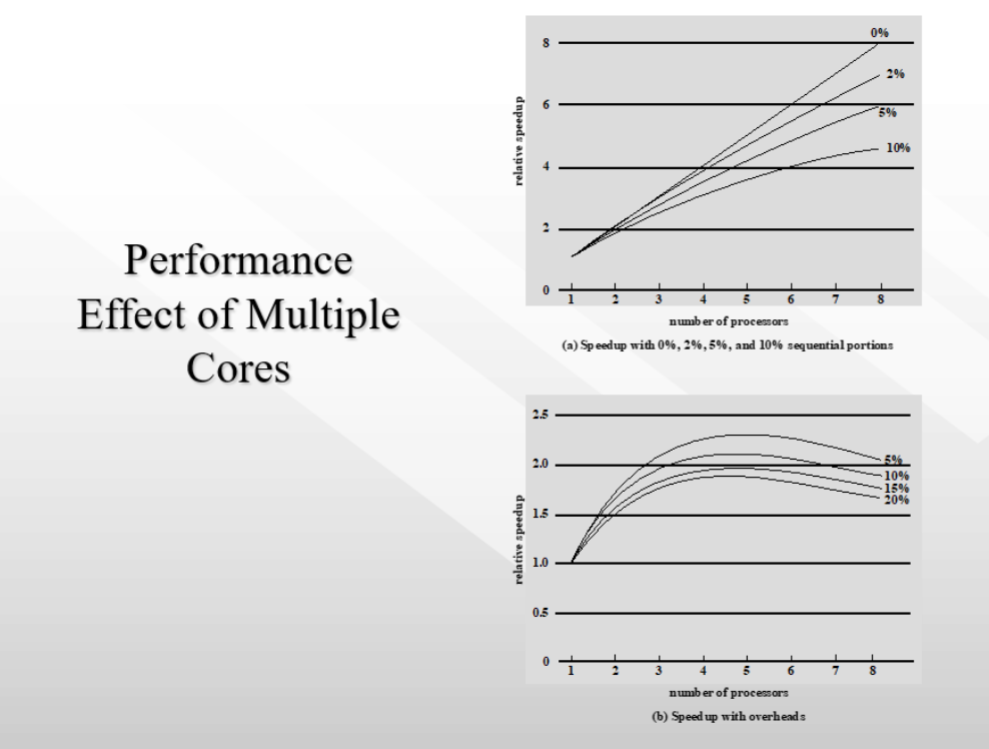 Performance
Effect of Multiple
Cores
relative speedup
8
6
4
2
0
0%
2%
5%
10%
1 2 3 4 5 6 7 8
number of processors
(a) Speedup with 0%, 2%, 5%, and 10% sequential portions
relative speedup
2.5
2.0
1.5
1.0
0.5
0
5%
10%
15%
20%
1 2 3 4 5 6 7 8
number of processors
(b) Speedup with overheads